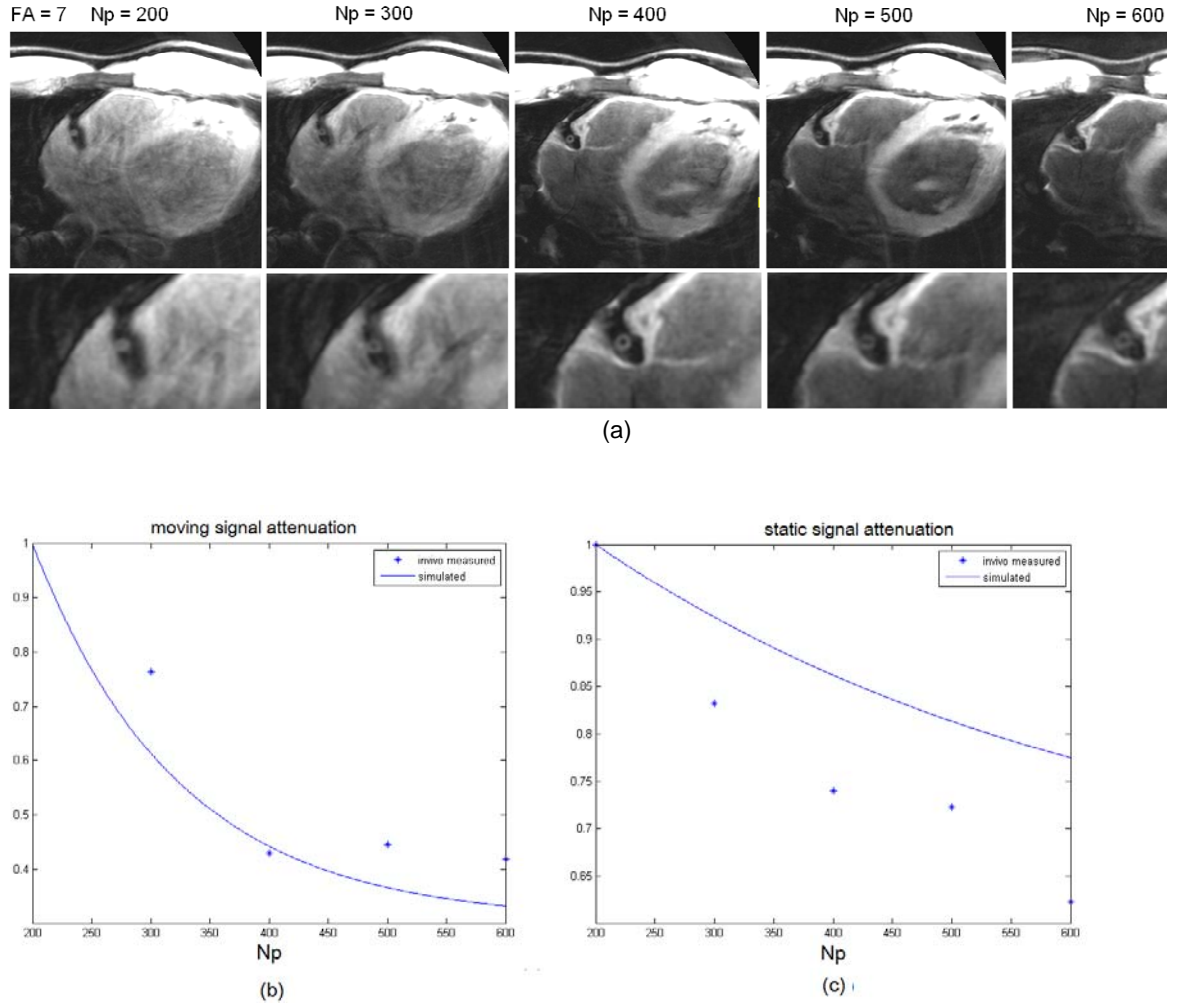 FA = 7 Np = 200 Np = 300 Np = 400 Np = 500 Np = 600
(a)
moving signal attenuation
invivo measured
simulated
1
0.9
0.8
0.7
0.6
0.5
0.4
200 250 300 350 400 450 500 550 600
Np
(b)
static signal attenuation
invivo measured
simulated
1
0.95
0.9
0.85
0.8
0.75
0.7
0.65
200 250 300 350 400 450 500 550 600
Np
(c)